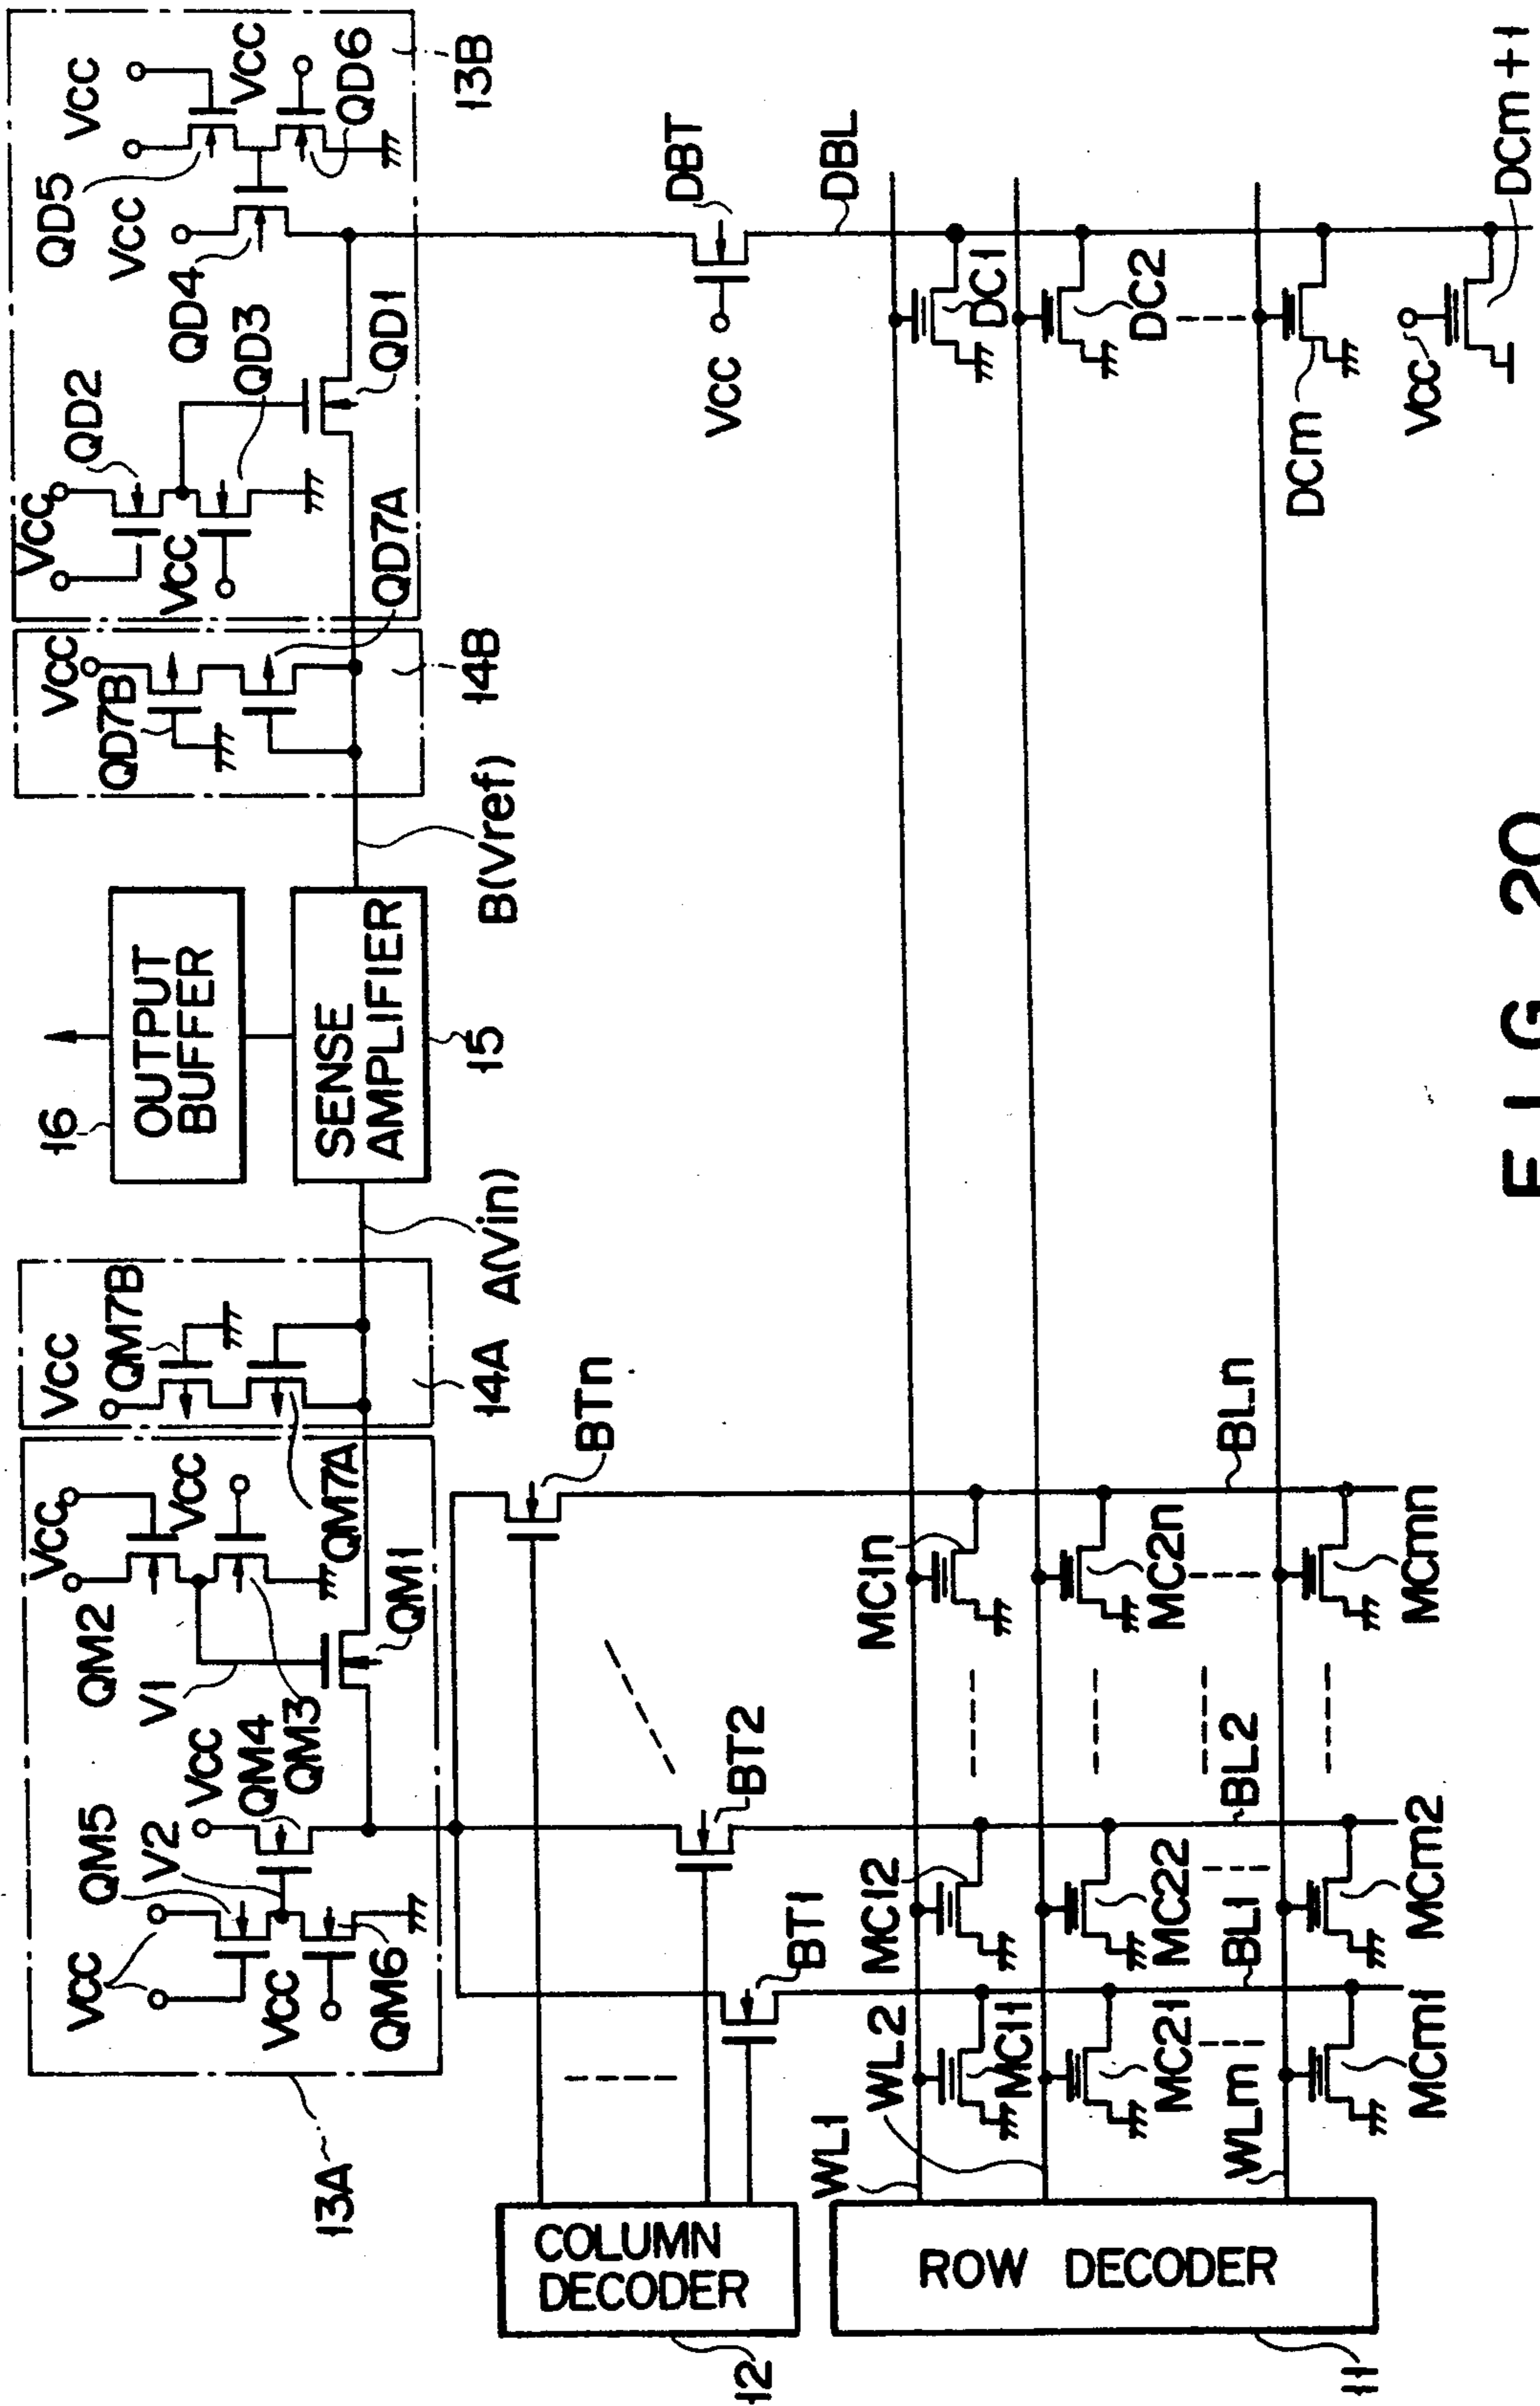 VCC
QM5
V2
VCC
QM6
VCC
QM4
QM3
V1
QM2
VCC
VCC
QM1
QM7A
13A
VCC
QM7B
14A
A(Vin)
16
OUTPUT
BUFFER
SENSE
AMPLIFIER
15
B(Vref)
VCC
QD7B
14B
QD7A
VCC
VCC
QD2
QD3
QD1
QD4
VCC
QD5
VCC
VCC
QD6
13B
COLUMN
DECODER
12
BT1
BT2
BTn
VCC
DBT
DBL
ROW DECODER
11
WL1
WL2
WLm
MC11
MC21
MCm1
BL1
MC12
MC22
MCm2
BL2
MC1n
MC2n
MCmn
BLn
DC1
DC2
DCm
VCC
DCm+1
FIG 20